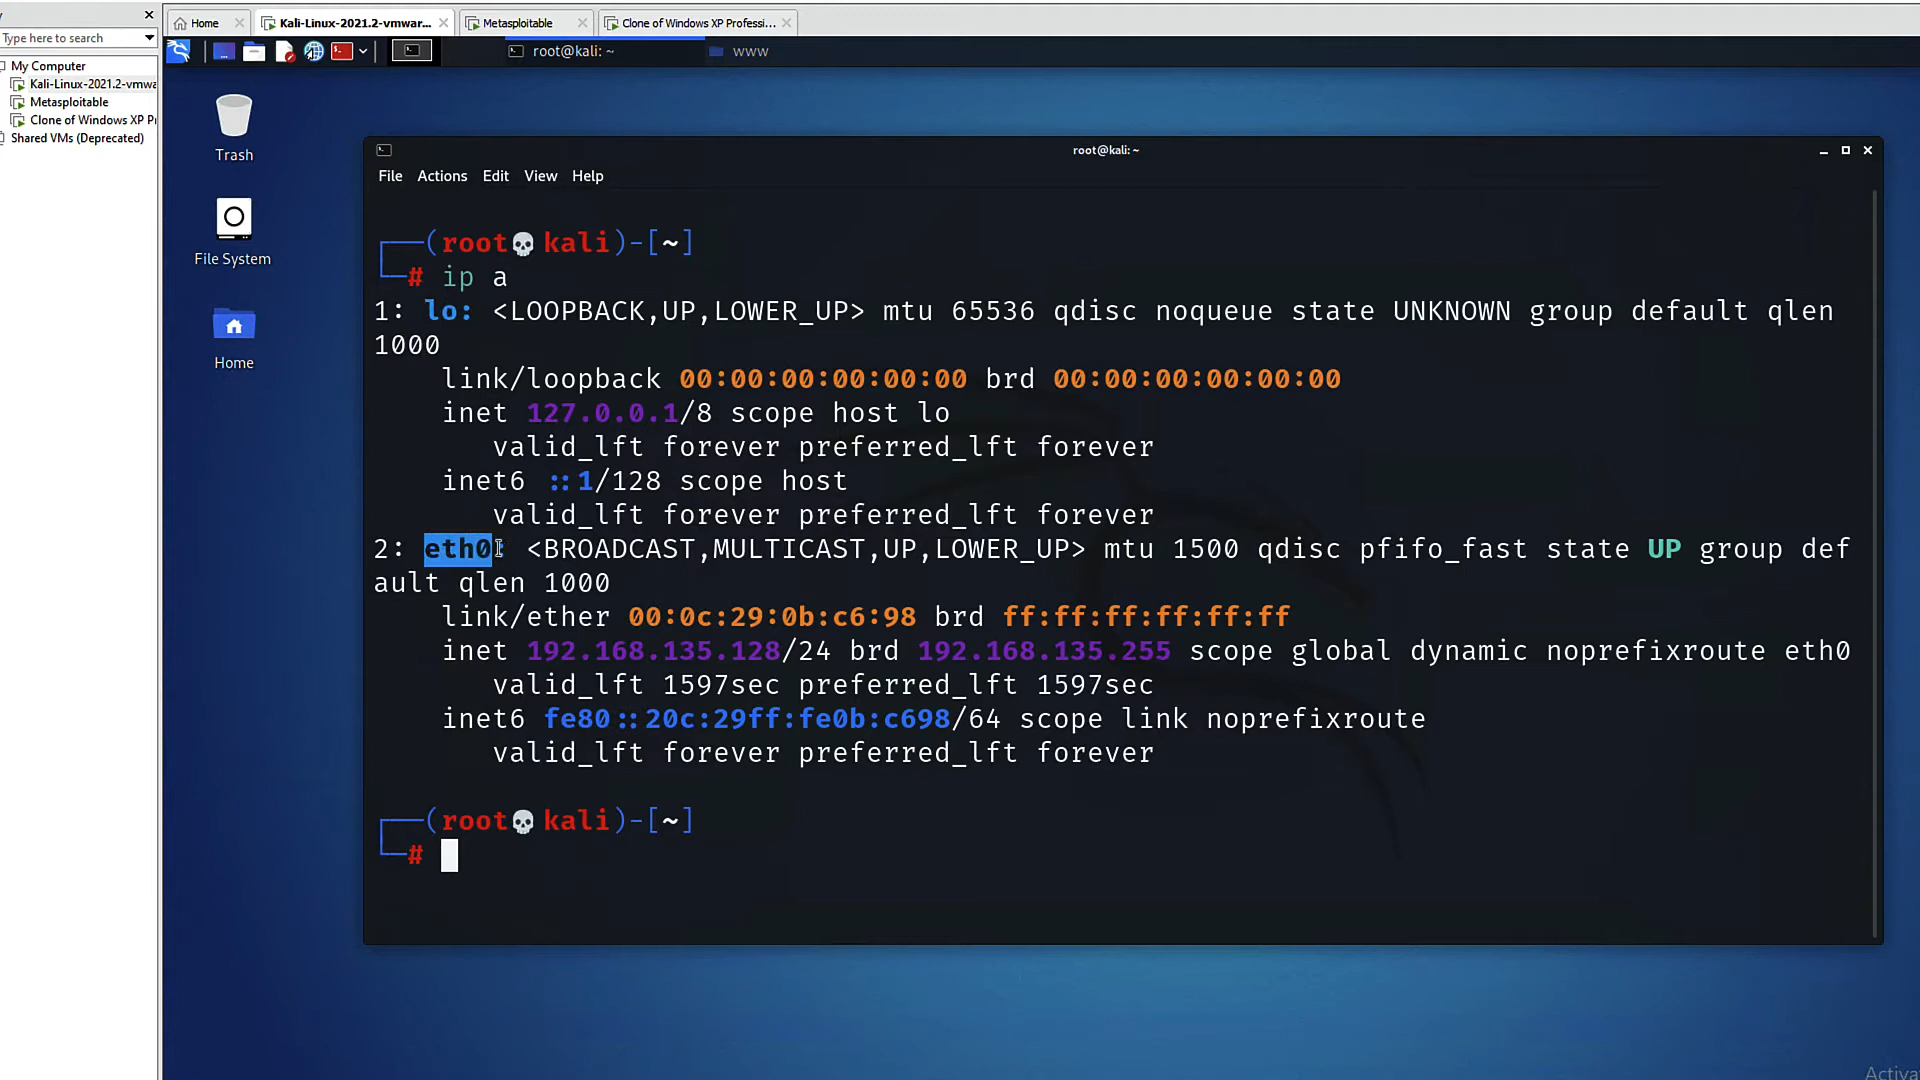 Home
Kali-Linux-2021.2-vmwar...
Metasploitable
Clone of Windows XP Professi...
Type here to search
My Computer
Kali-Linux-2021.2-vmwa
Metasploitable
Clone of Windows XP Pr
Shared VMs (Deprecated)
root@kali: ~
www
Trash
File System
Home
root@kali: ~
File Actions Edit View Help
(root💀kali)-[~]
# ip a
1: lo: <LOOPBACK,UP,LOWER_UP> mtu 65536 qdisc noqueue state UNKNOWN group default qlen
1000
link/loopback 00:00:00:00:00:00 brd 00:00:00:00:00:00
inet 127.0.0.1/8 scope host lo
valid_lft forever preferred_lft forever
inet6 ::1/128 scope host
valid_lft forever preferred_lft forever
2: eth0: <BROADCAST,MULTICAST,UP,LOWER_UP> mtu 1500 qdisc pfifo_fast state UP group def
ault qlen 1000
link/ether 00:0c:29:0b:c6:98 brd ff:ff:ff:ff:ff:ff
inet 192.168.135.128/24 brd 192.168.135.255 scope global dynamic noprefixroute eth0
valid_lft 1597sec preferred_lft 1597sec
inet6 fe80::20c:29ff:fe0b:c698/64 scope link noprefixroute
valid_lft forever preferred_lft forever
(root💀kali)-[~]
#
Activa